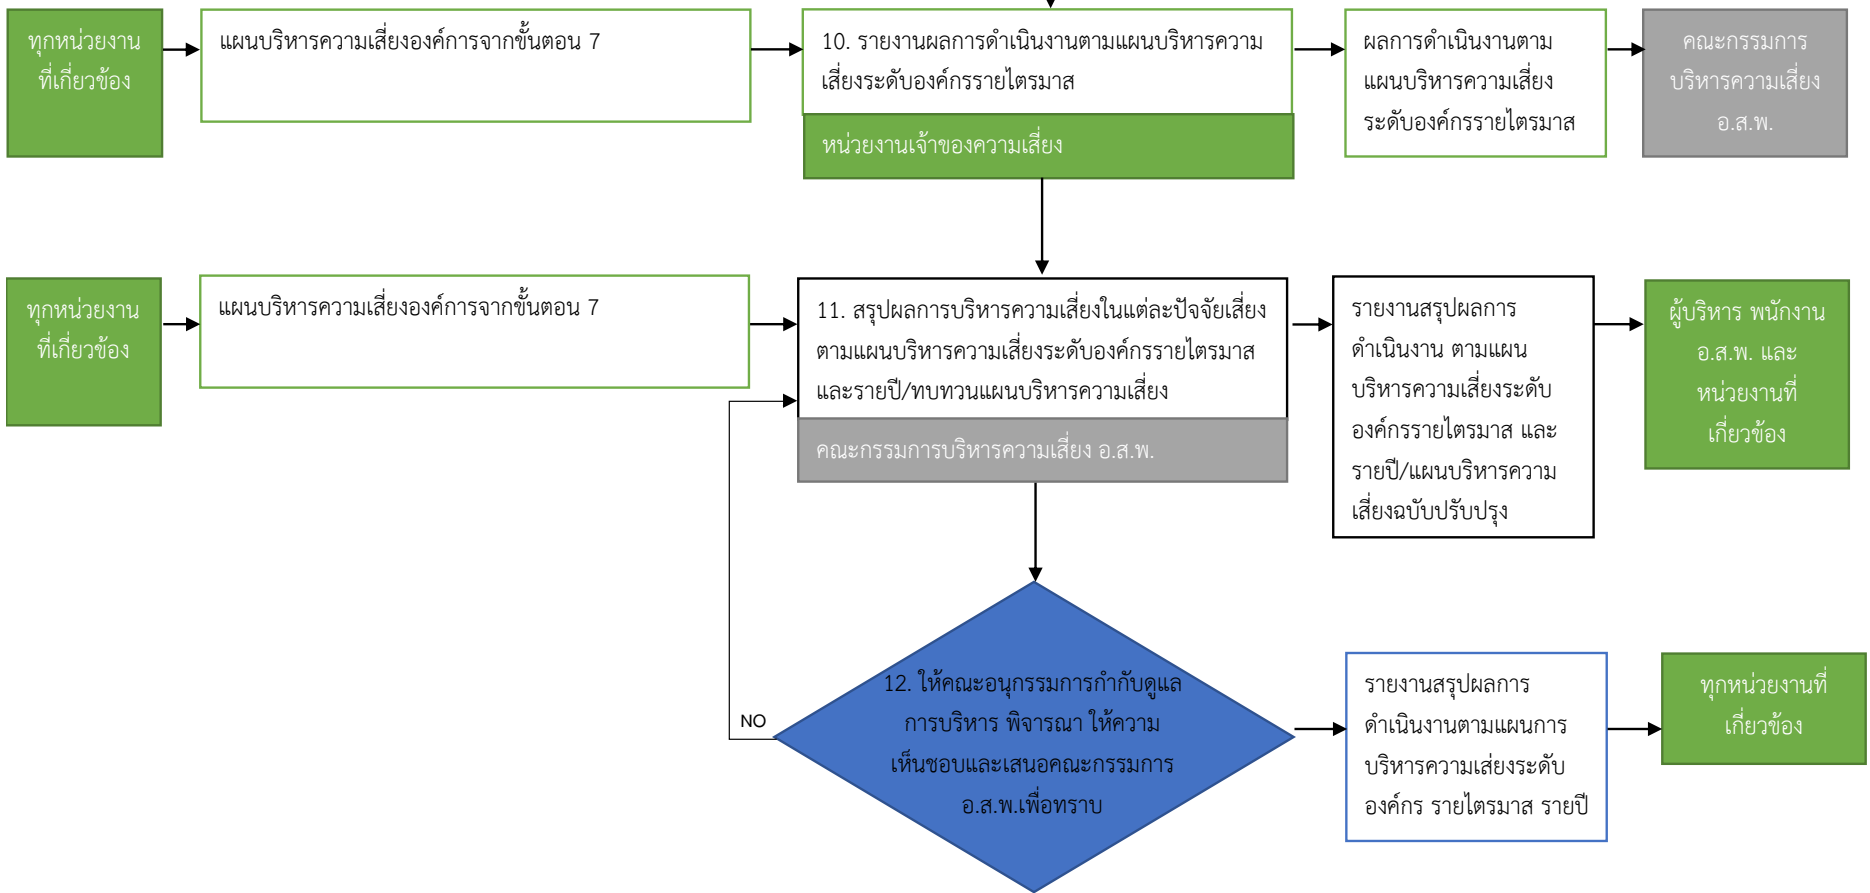 ทุกหน่วยงาน
ที่เกี่ยวข้อง
แผนบริหารความเสี่ยงองค์การจากขั้นตอน 7
10. รายงานผลการดำเนินงานตามแผนบริหารความ
เสี่ยงระดับองค์กรรายไตรมาส
หน่วยงานเจ้าของความเสี่ยง
ผลการดำเนินงานตาม
แผนบริหารความเสี่ยง
ระดับองค์กรรายไตรมาส
คณะกรรมการ
บริหารความเสี่ยง
อ.ส.พ.
ทุกหน่วยงาน
ที่เกี่ยวข้อง
แผนบริหารความเสี่ยงองค์การจากขั้นตอน 7
11. สรุปผลการบริหารความเสี่ยงในแต่ละปัจจัยเสี่ยง
ตามแผนบริหารความเสี่ยงระดับองค์กรรายไตรมาส
และรายปี/ทบทวนแผนบริหารความเสี่ยง
คณะกรรมการบริหารความเสี่ยง อ.ส.พ.
รายงานสรุปผลการ
ดำเนินงาน ตามแผน
บริหารความเสี่ยงระดับ
องค์กรรายไตรมาส และ
รายปี/แผนบริหารความ
เสี่ยงฉบับปรับปรุง
ผู้บริหาร พนักงาน
อ.ส.พ. และ
หน่วยงานที่
เกี่ยวข้อง
12. ให้คณะอนุกรรมการกำกับดูแล
การบริหาร พิจารณา ให้ความ
เห็นชอบและเสนอคณะกรรมการ
อ.ส.พ.เพื่อทราบ
NO
รายงานสรุปผลการ
ดำเนินงานตามแผนการ
บริหารความเส่ยงระดับ
องค์กร รายไตรมาส รายปี
ทุกหน่วยงานที่
เกี่ยวข้อง